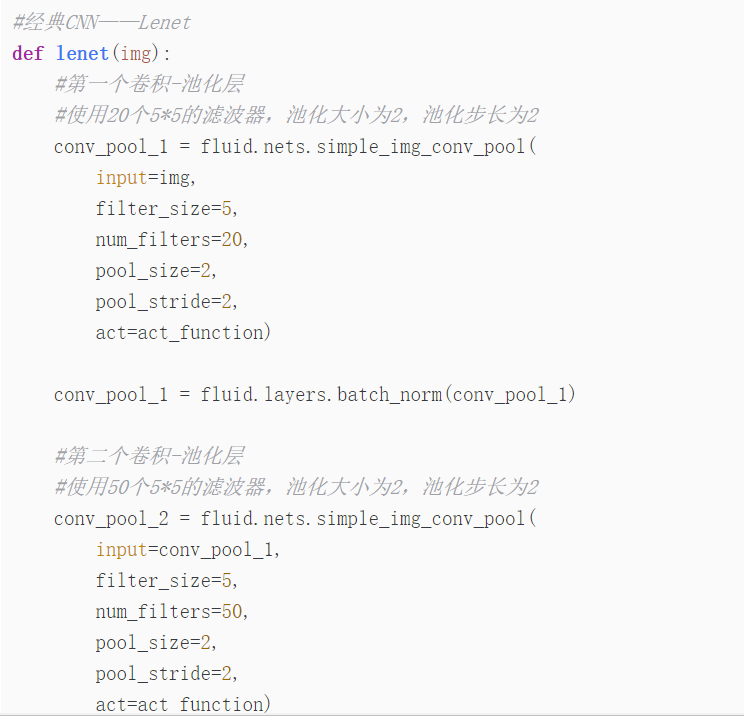 #经典CNN——Lenet
def lenet(img):
#第一个卷积-池化层
#使用20个5*5的滤波器，池化大小为2，池化步长为2
conv_pool_1 = fluid.nets.simple_img_conv_pool(
input=img,
filter_size=5,
num_filters=20,
pool_size=2,
pool_stride=2,
act=act_function)
conv_pool_1 = fluid.layers.batch_norm(conv_pool_1)
#第二个卷积-池化层
#使用50个5*5的滤波器，池化大小为2，池化步长为2
conv_pool_2 = fluid.nets.simple_img_conv_pool(
input=conv_pool_1,
filter_size=5,
num_filters=50,
pool_size=2,
pool_stride=2,
act=act_function)